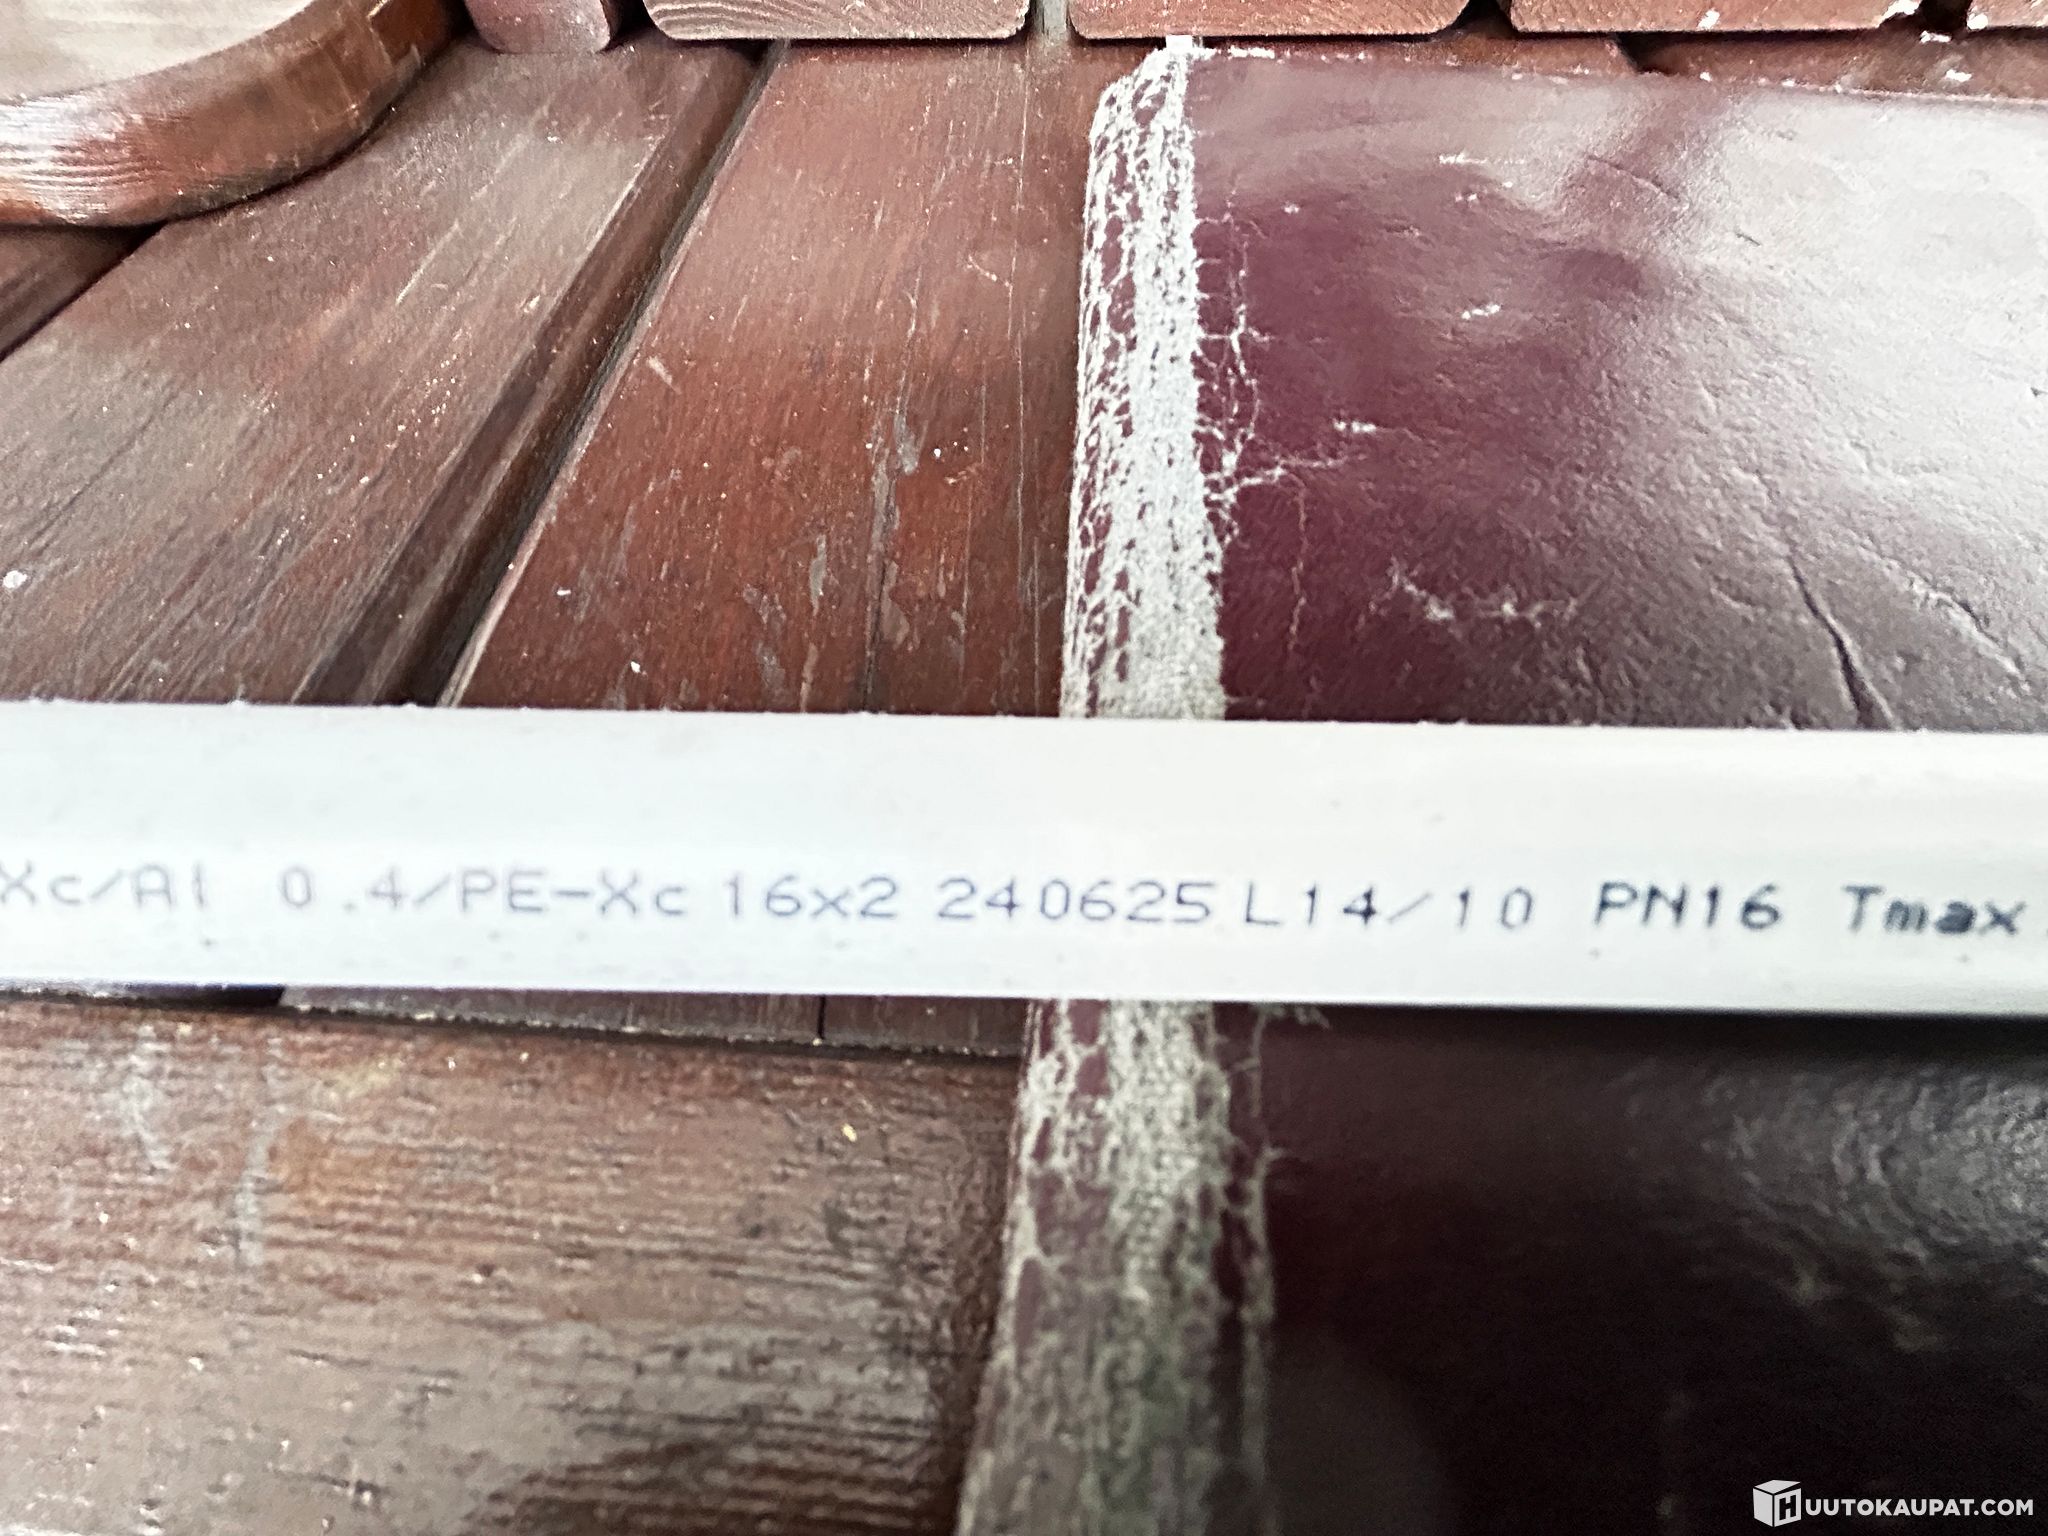 Xc/Al 0.4/PE-Xc 16x2 240625 L14/10 PN16 Tmax
HUUTOKAUPAT.COM